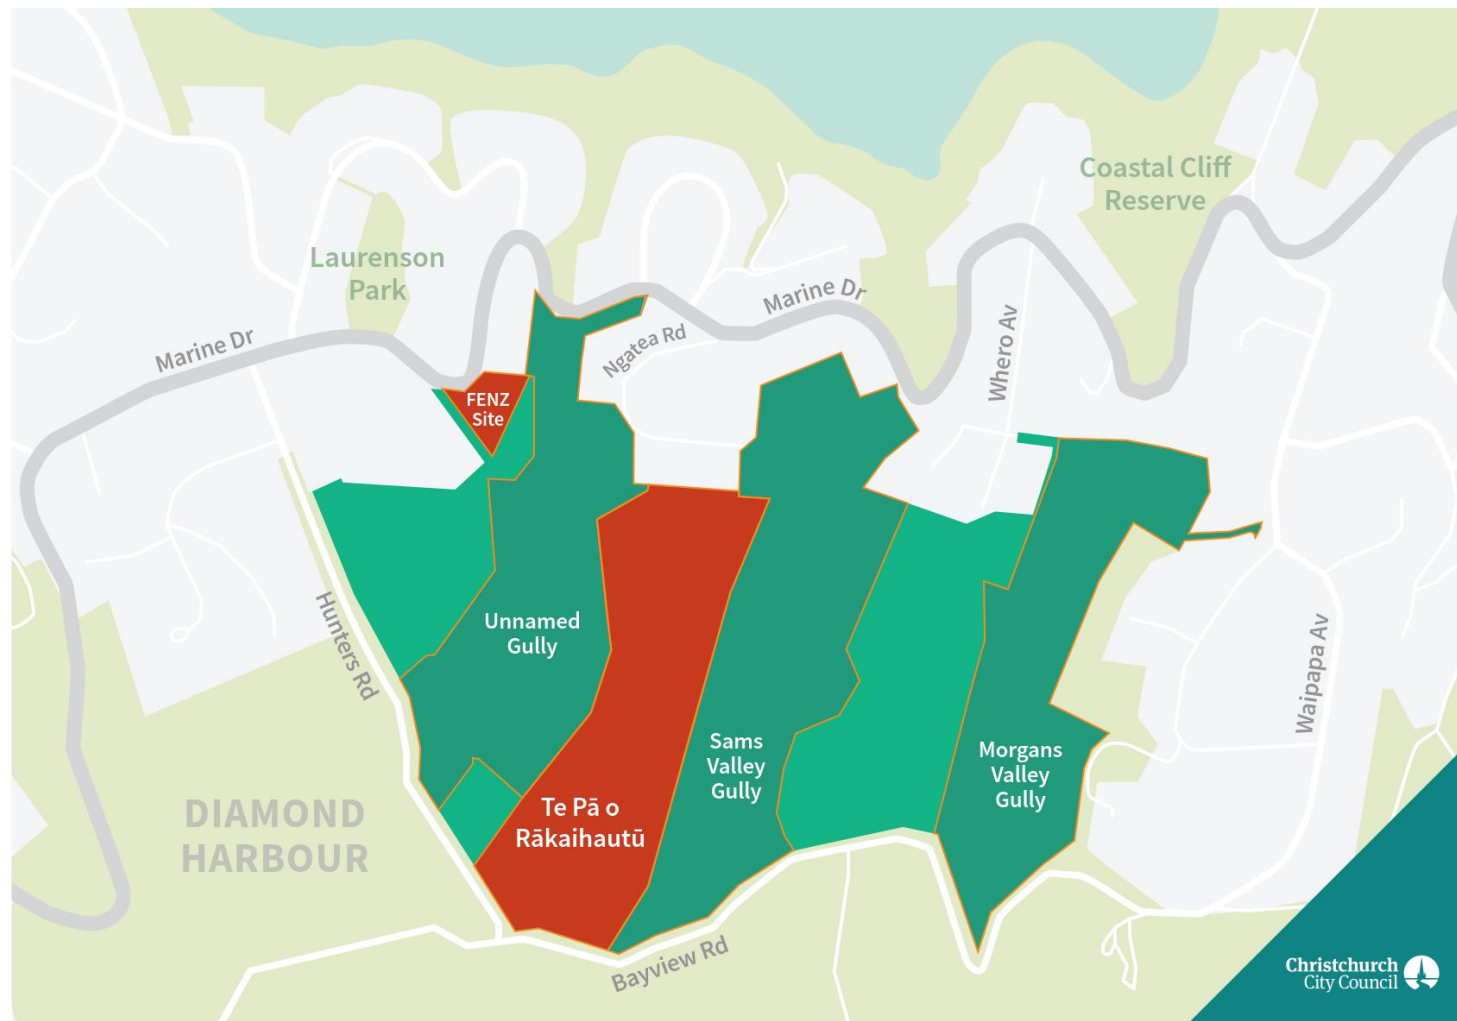 Coastal Cliff
Reserve
Laurenson
Park
Marine Dr
Marine Dr
Ngatea Rd
Whero Av
FENZ
Site
Hunters Rd
Unnamed
Gully
Waipapa Av
Sams
Valley
Gully
Morgans
Valley
Gully
DIAMOND
HARBOUR
Te Pā o
Rākaihautū
Bayview Rd
Christchurch
City Council